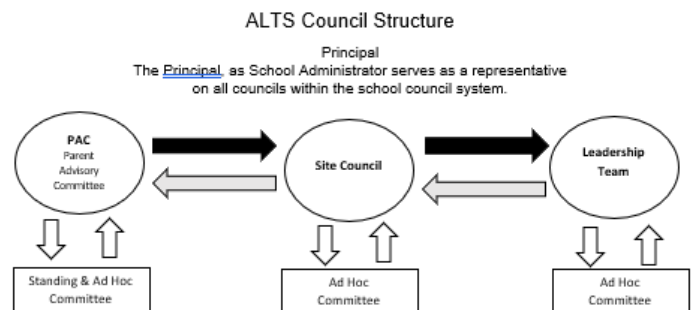 ALTS Council Structure
Principal
The Principal, as School Administrator serves as a representative
on all councils within the school council system.
PAC
Parent
Advisory
Committee
Site Council
Leadership
Team
Standing & Ad Hoc
Committee
Ad Hoc
Committee
Ad Hoc
Committee